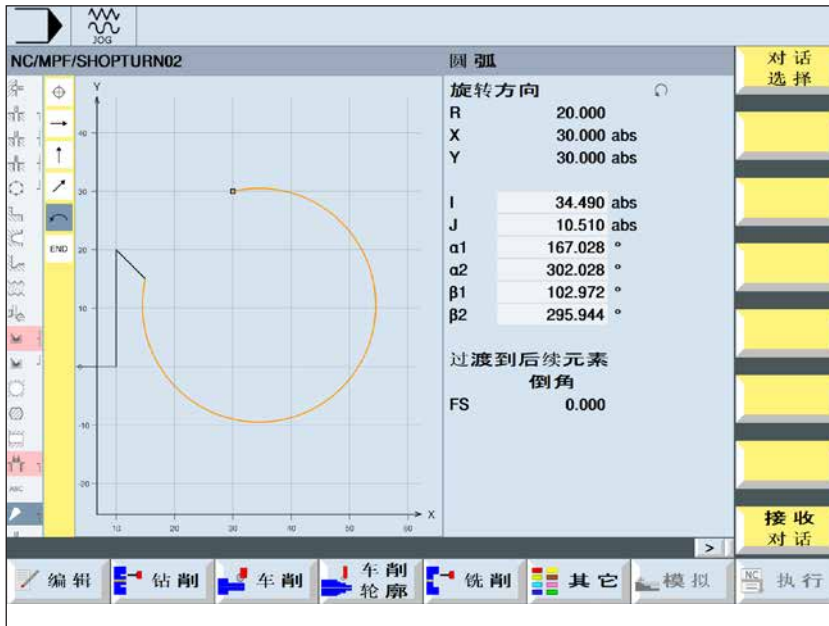 JOG
NC/MPF/SHOPTURN02
圆 弧
对 话
选 择
旋转方向
R 20.000
X 30.000 abs
Y 30.000 abs
I 34.490 abs
J 10.510 abs
α1 167.028 °
α2 302.028 °
β1 102.972 °
β2 295.944 °
过渡到后续元素
倒角
FS 0.000
END
ABC
Y
40
30
20
10
0
-10
-20
10 20 30 40 50 60 X
接 收
对 话
>
编 辑
钻 削
车 削
车 削
轮 廓
铣 削
其 它
模 拟
NC
执 行